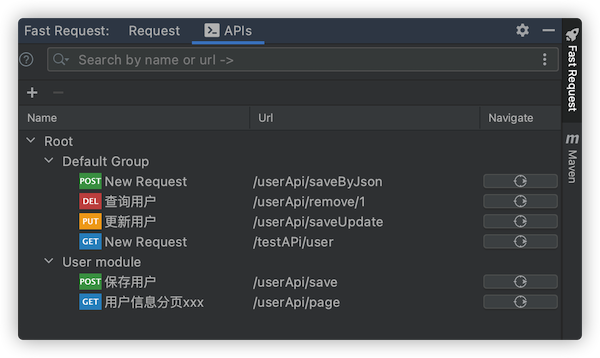 Fast Request: Request APIs
Search by name or url ->
Name Url Navigate
Root
Default Group
POST New Request /userApi/saveByJson
DEL 查询用户 /userApi/remove/1
PUT 更新用户 /userApi/saveUpdate
GET New Request /testAPi/user
User module
POST 保存用户 /userApi/save
GET 用户信息分页xxx /userApi/page
Fast Request
m Maven